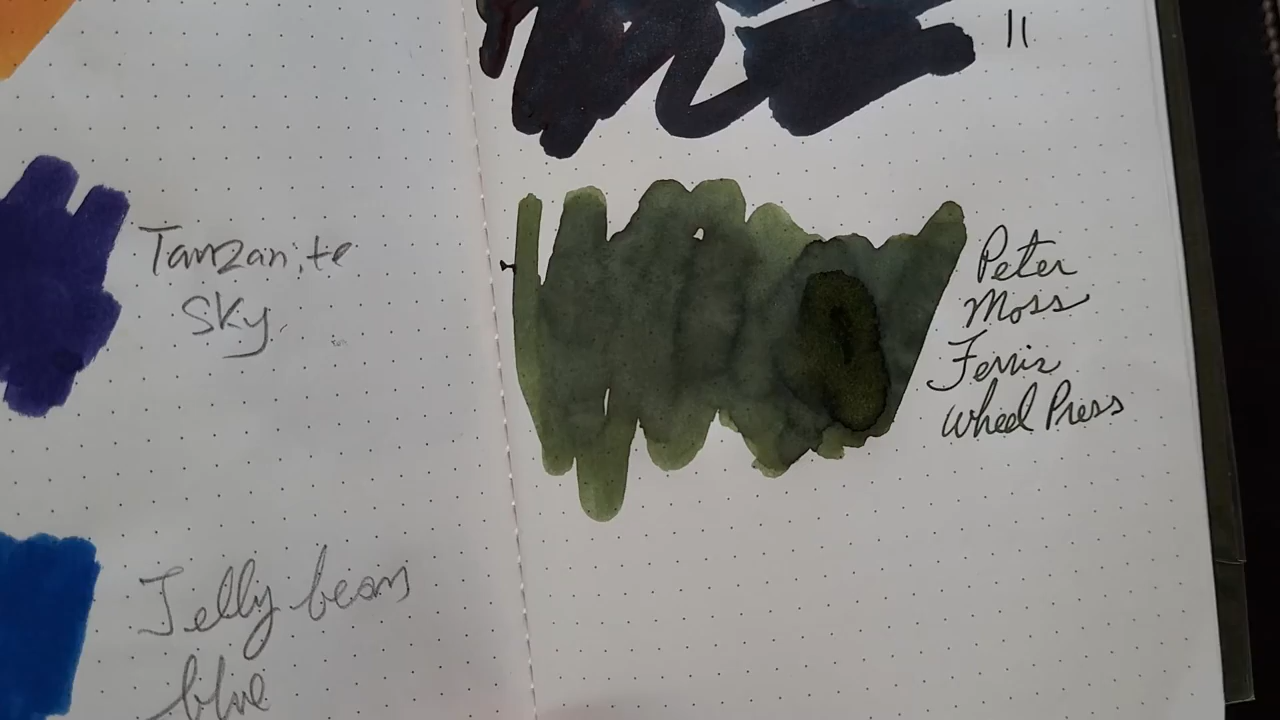 Tanzanite
Sky
Jelly bean
blue
11
Peter
Moss
Ferris
Wheel Press